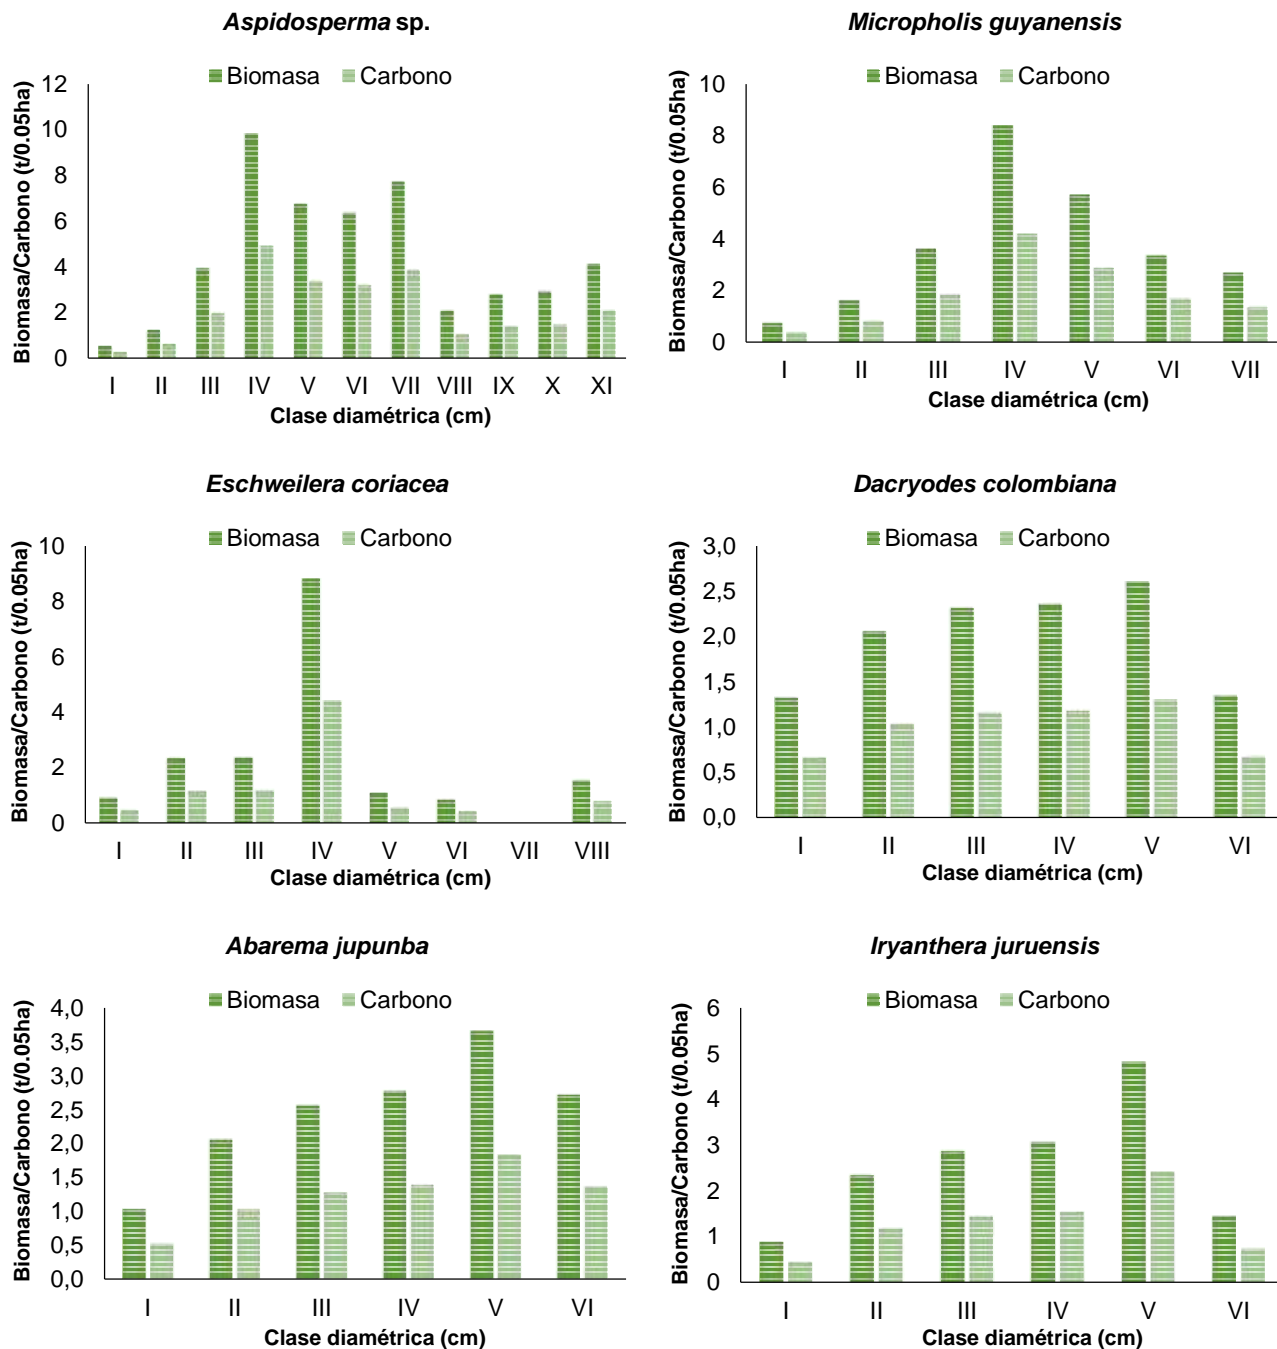 Aspidosperma sp.
Biomasa Carbono
Biomasa/Carbono (t/0.05ha)
12
10
8
6
4
2
0
I II III IV V VI VII VIII IX X XI
Clase diamétrica (cm)
Micropholis guyanensis
Biomasa Carbono
Biomasa/Carbono (t/0.05ha)
10
8
6
4
2
0
I II III IV V VI VII
Clase diamétrica (cm)
Eschweilera coriacea
Biomasa Carbono
Biomasa/Carbono (t/0.05ha)
10
8
6
4
2
0
I II III IV V VI VII VIII
Clase diamétrica (cm)
Dacryodes colombiana
Biomasa Carbono
Biomasa/Carbono (t/0.05ha)
3,0
2,5
2,0
1,5
1,0
0,5
0,0
I II III IV V VI
Clase diamétrica (cm)
Abarema jupunba
Biomasa Carbono
Biomasa/Carbono (t/0.05ha)
4,0
3,5
3,0
2,5
2,0
1,5
1,0
0,5
0,0
I II III IV V VI
Clase diamétrica (cm)
Iryanthera juruensis
Biomasa Carbono
Biomasa/Carbono (t/0.05ha)
6
5
4
3
2
1
0
I II III IV V VI
Clase diamétrica (cm)